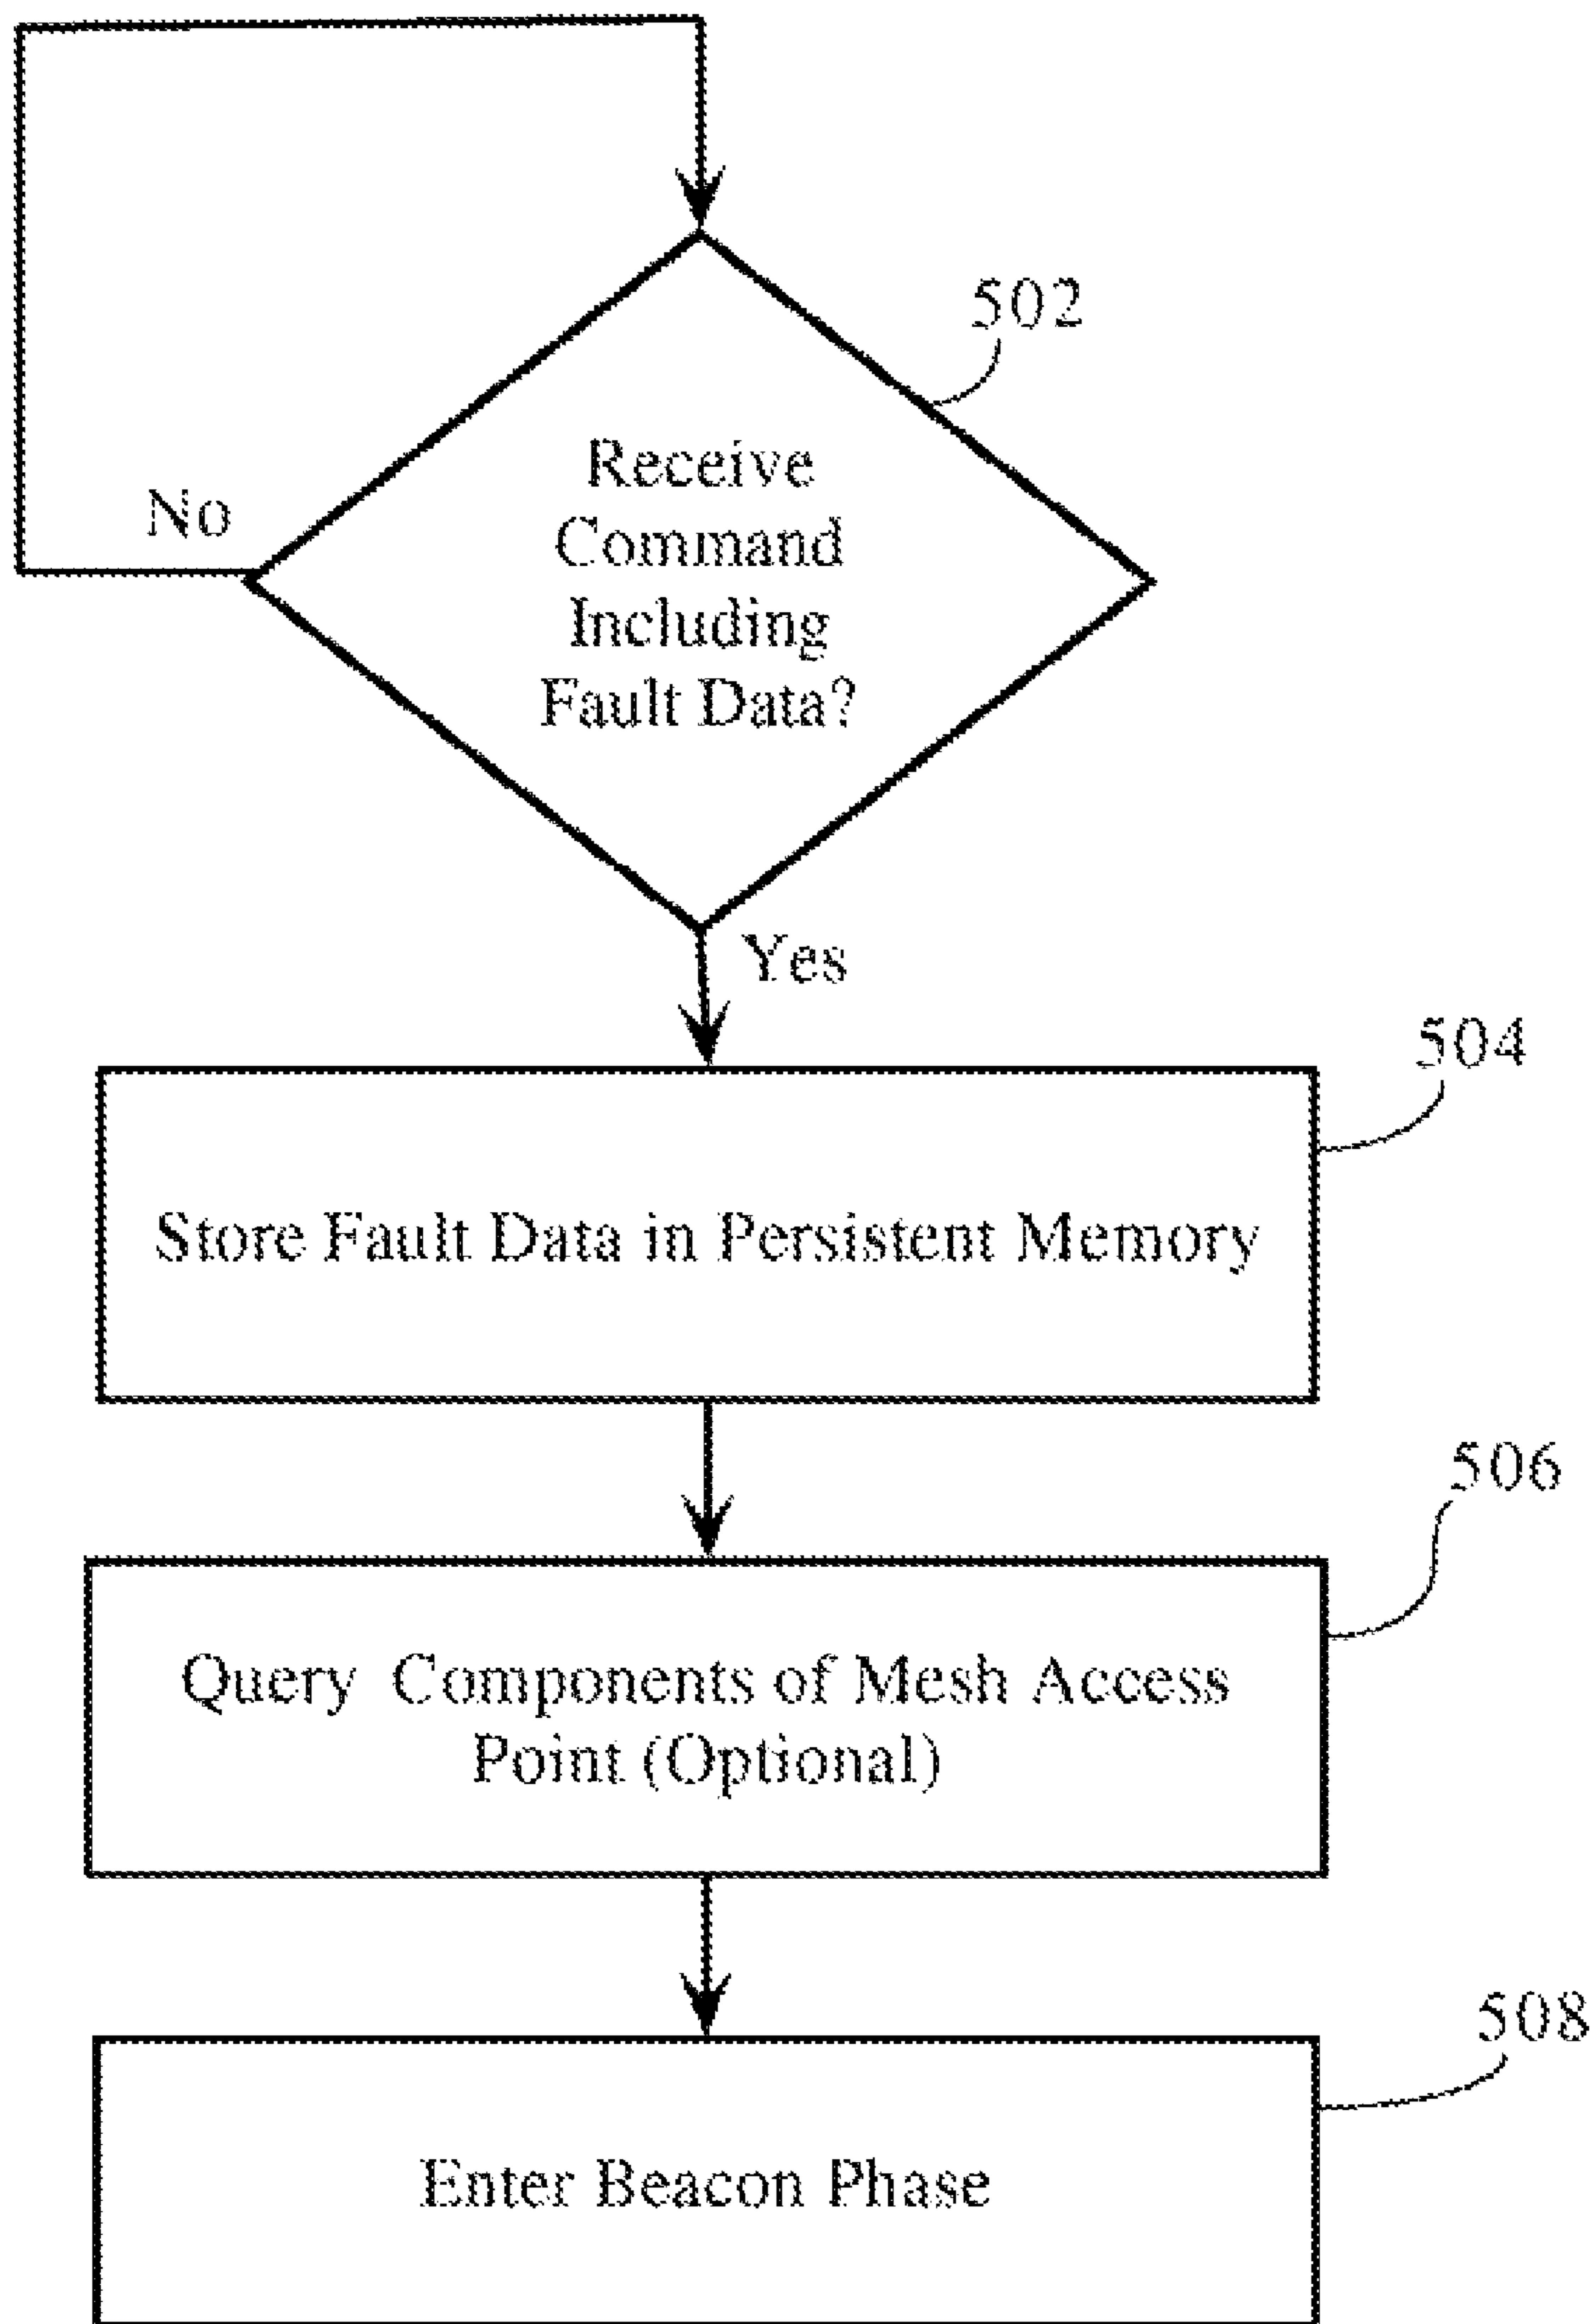 502
Receive
Command
Including
Fault Data?
No
Yes
504
Store Fault Data in Persistent Memory
506
Query Components of Mesh Access
Point (Optional)
508
Enter Beacon Phase